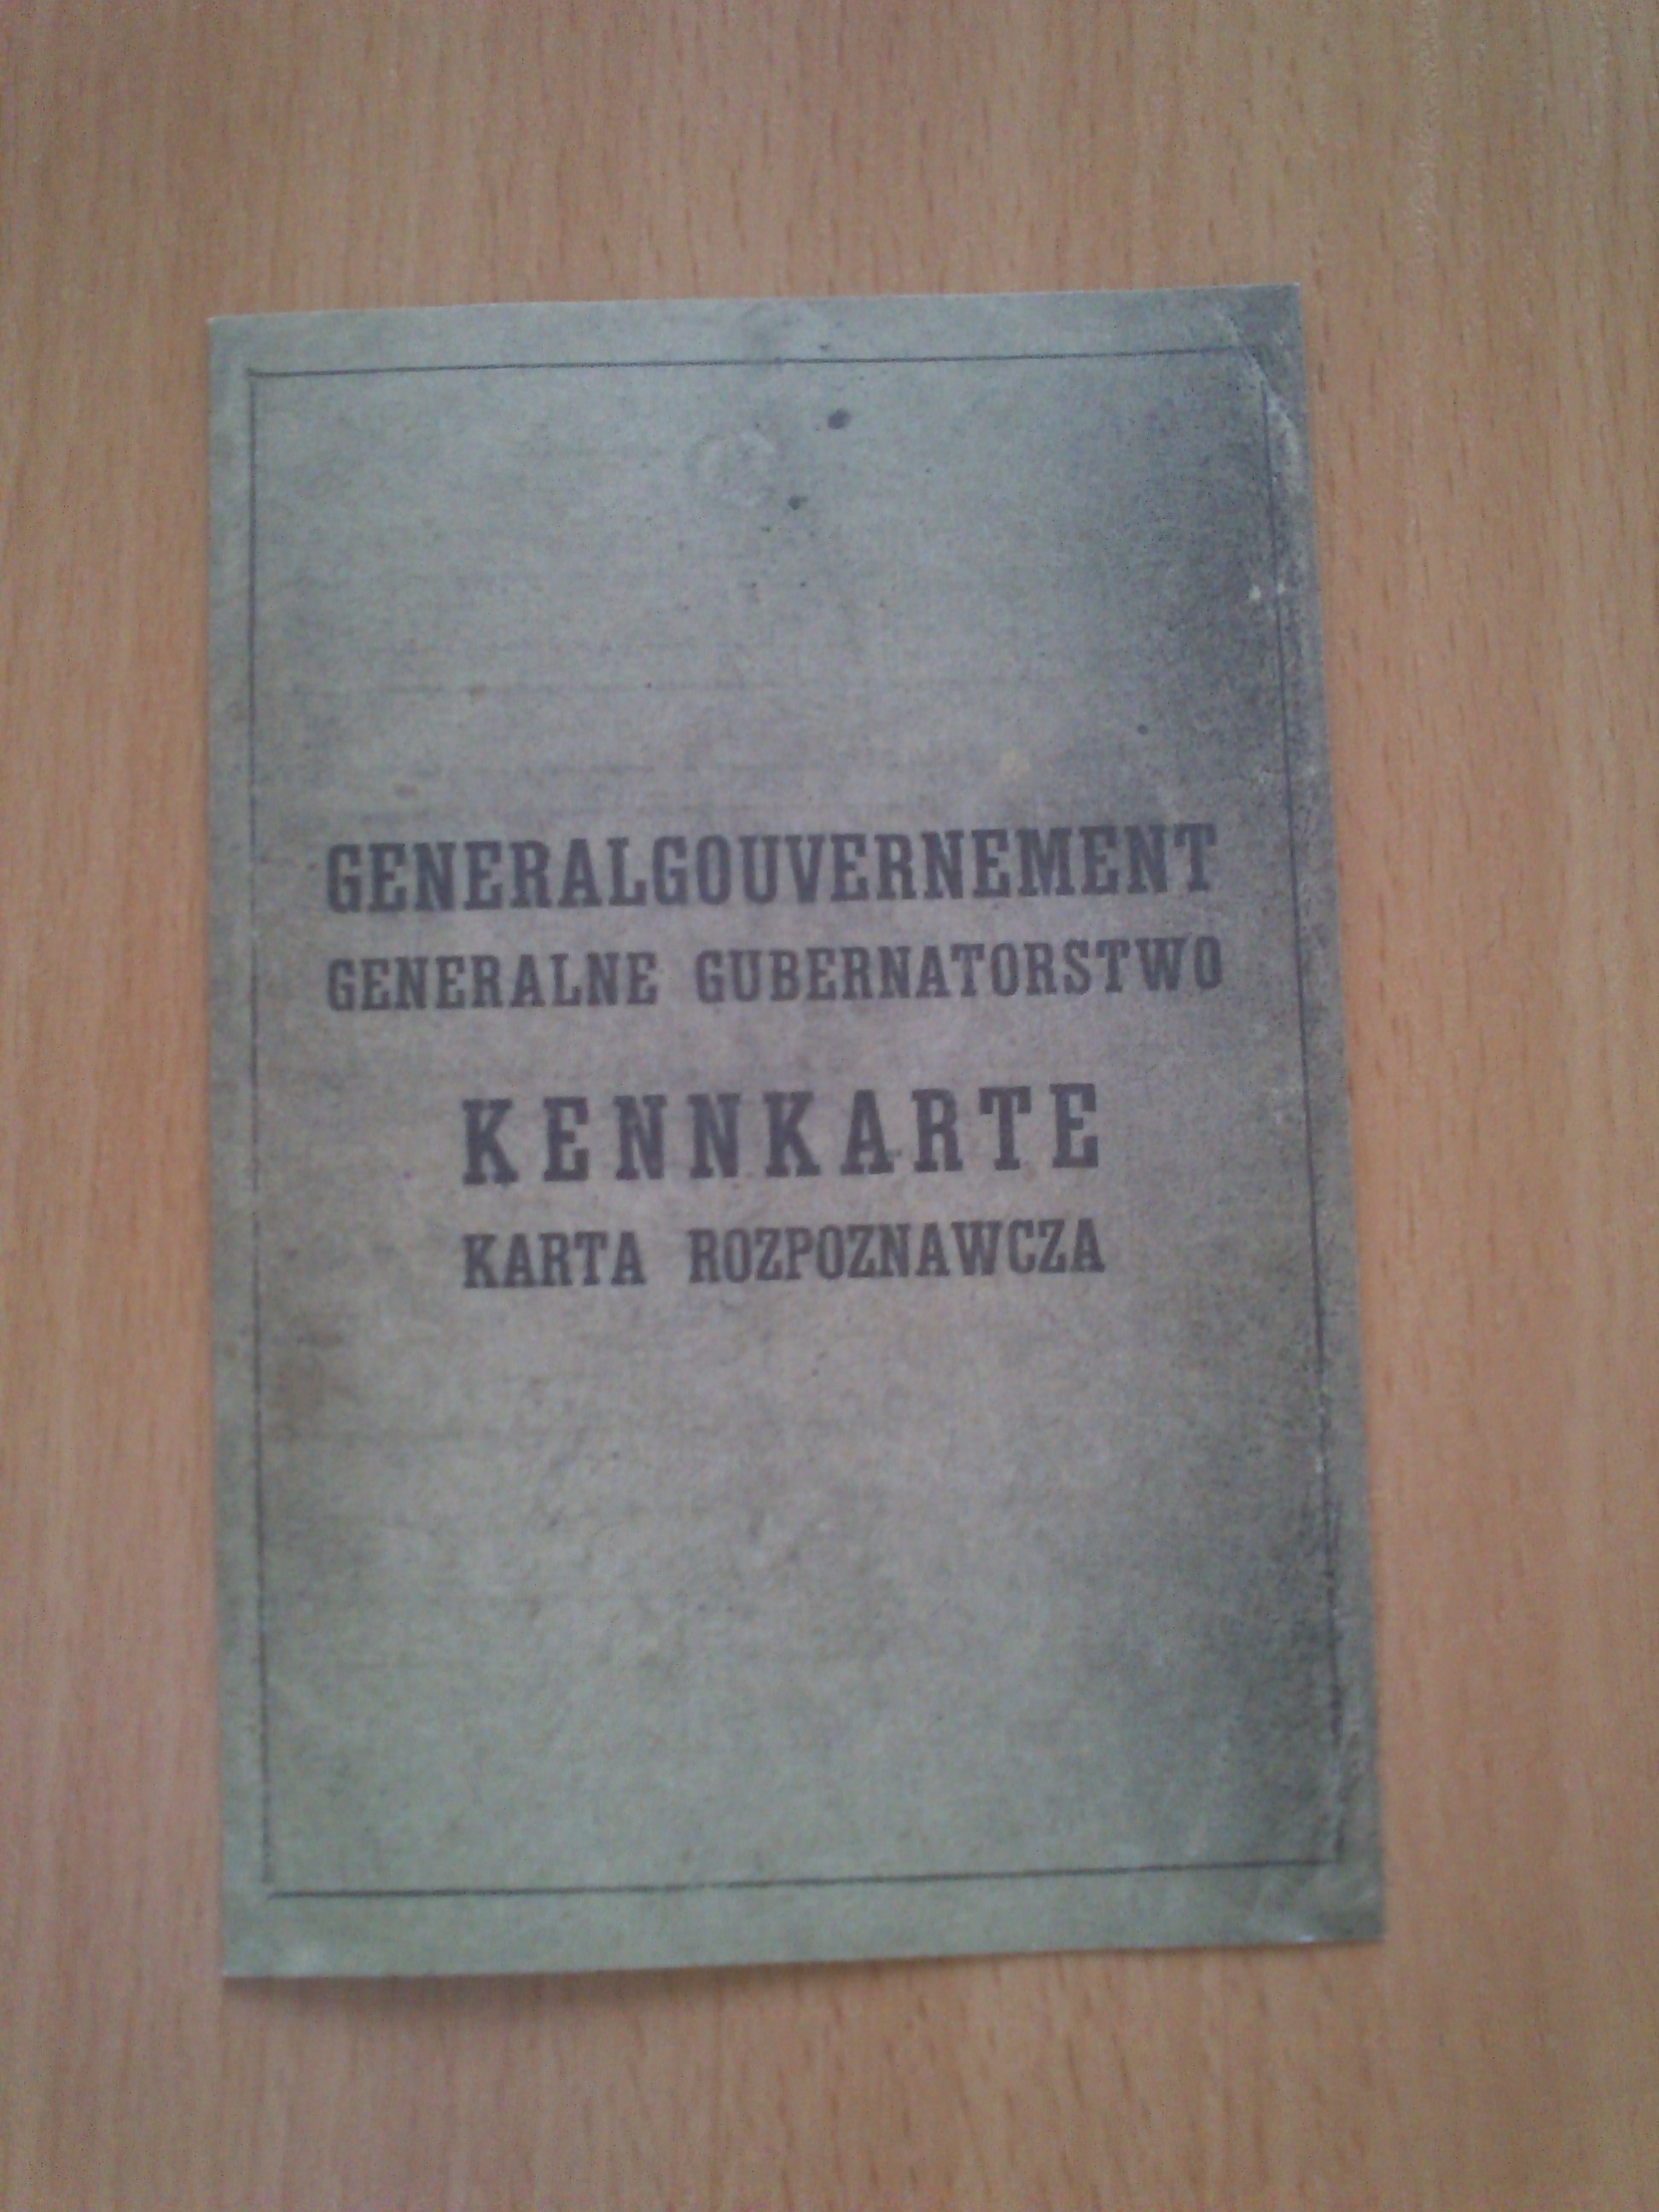 GENERALGOUVERNEMENT
GENERALNE GUBERNATORSTWO
KENNKARTE
KARTA ROZPOZNAWCZA